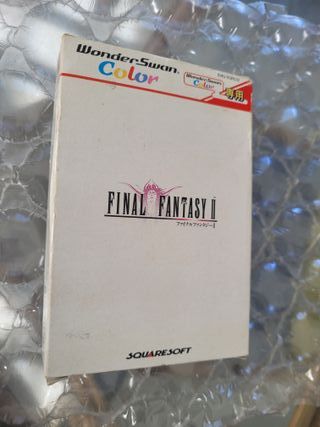 WonderSwan
Color
WonderSwan
Color
専用
FINAL FANTASY II
ファイナルファンタジーII
SQUARESOFT